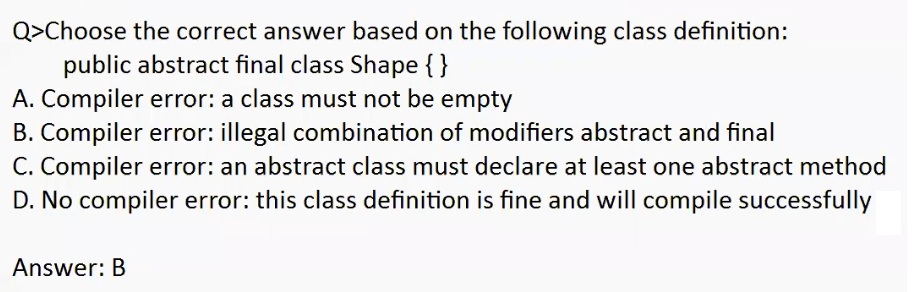 Q>Choose the correct answer based on the following class definition:
public abstract final class Shape { }
A. Compiler error: a class must not be empty
B. Compiler error: illegal combination of modifiers abstract and final
C. Compiler error: an abstract class must declare at least one abstract method
D. No compiler error: this class definition is fine and will compile successfully
Answer: B